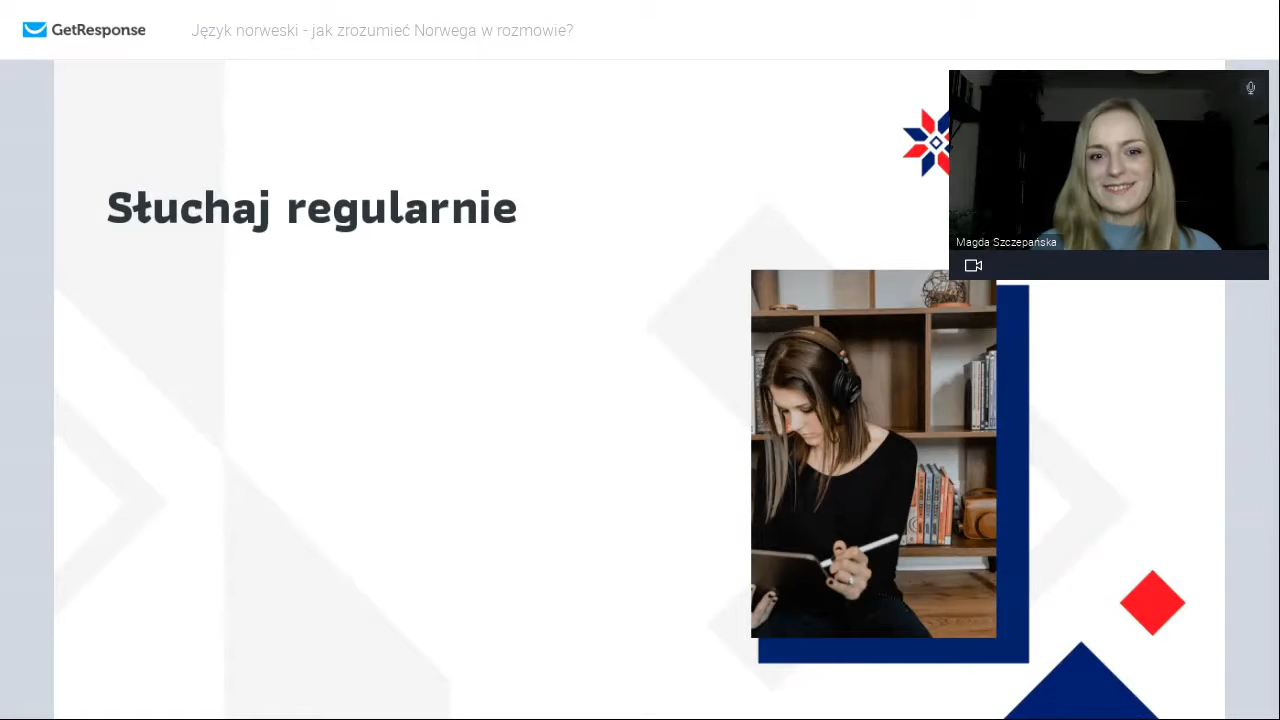 GetResponse
Język norweski - jak zrozumieć Norwega w rozmowie?
Słuchaj regularnie
Magda Szczepańska